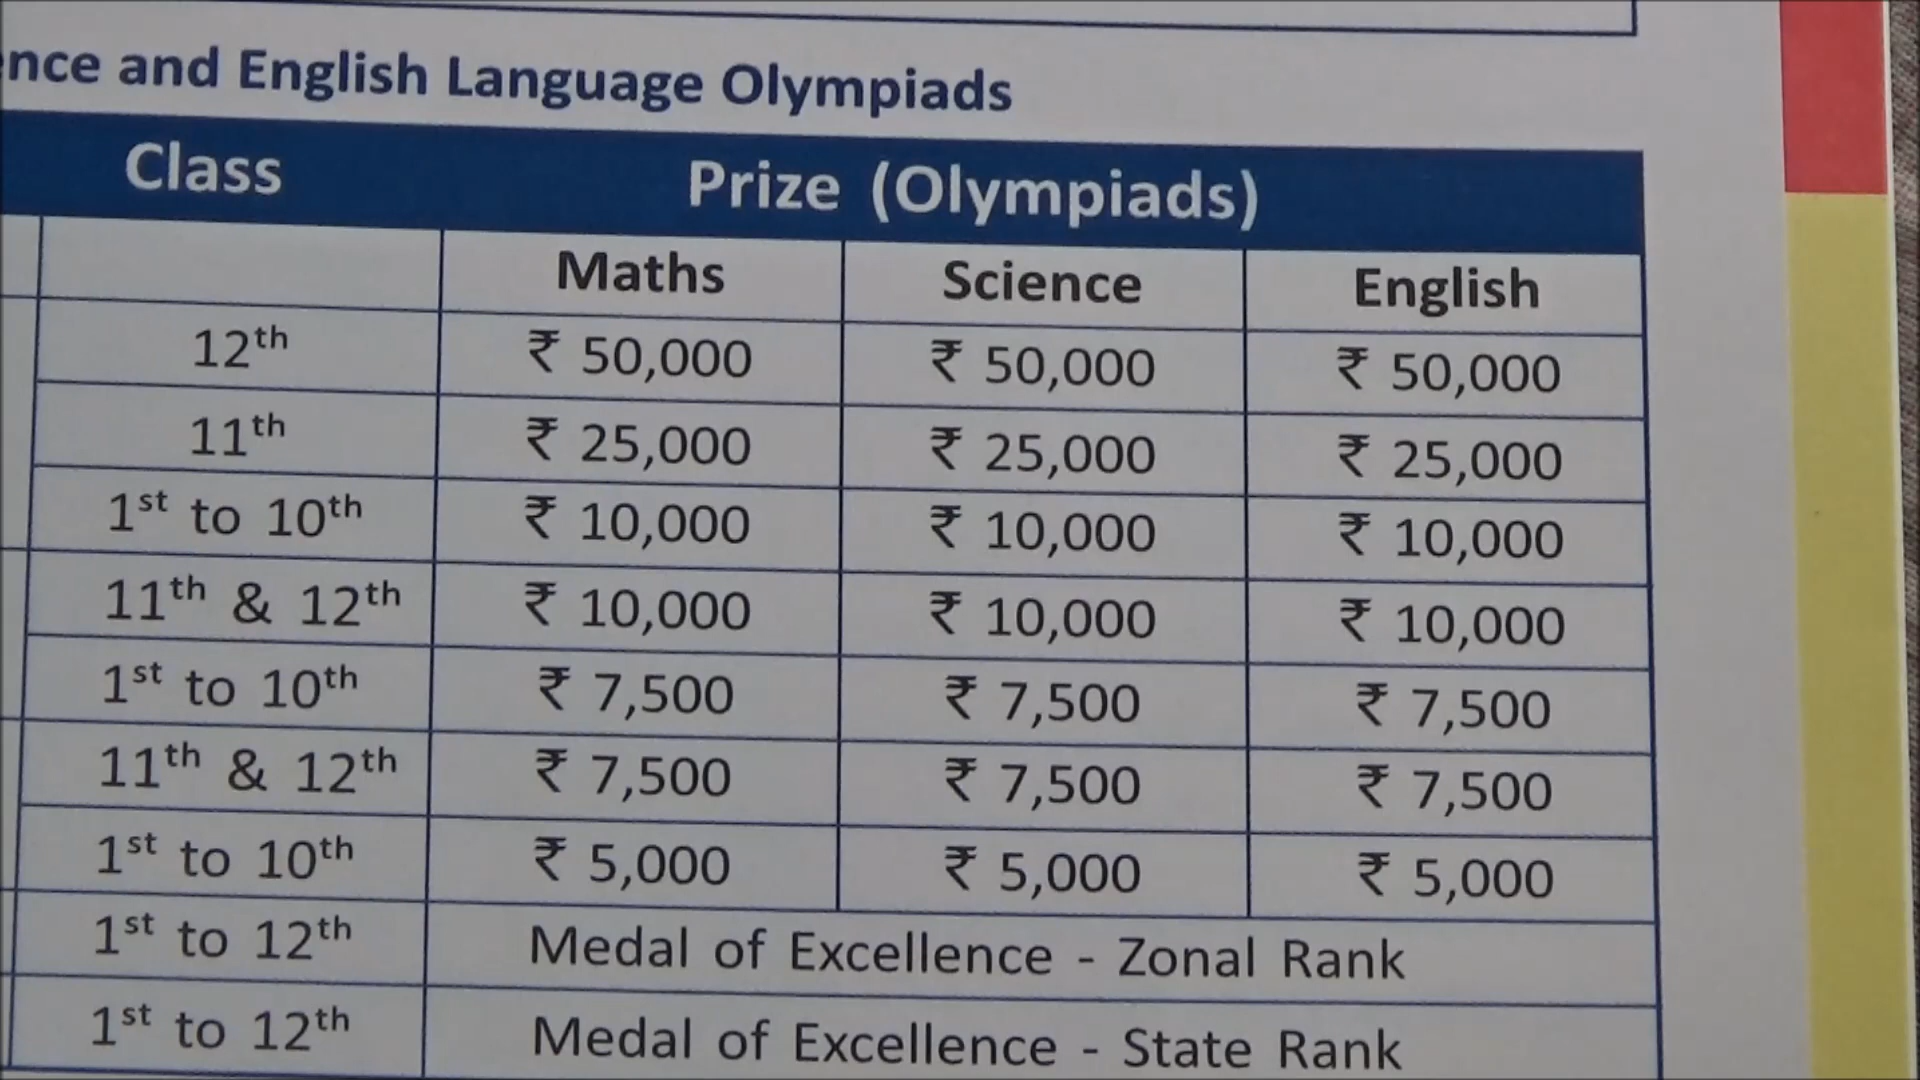 and English Language Olympiads
Class Prize (Olympiads)
Maths Science English
12th ₹ 50,000 ₹ 50,000 ₹ 50,000
11th ₹ 25,000 ₹ 25,000 ₹ 25,000
1st to 10th ₹ 10,000 ₹ 10,000 ₹ 10,000
11th & 12th ₹ 10,000 ₹ 10,000 ₹ 10,000
1st to 10th ₹ 7,500 ₹ 7,500 ₹ 7,500
11th & 12th ₹ 7,500 ₹ 7,500 ₹ 7,500
1st to 10th ₹ 5,000 ₹ 5,000 ₹ 5,000
1st to 12th Medal of Excellence - Zonal Rank
1st to 12th Medal of Excellence - State Rank